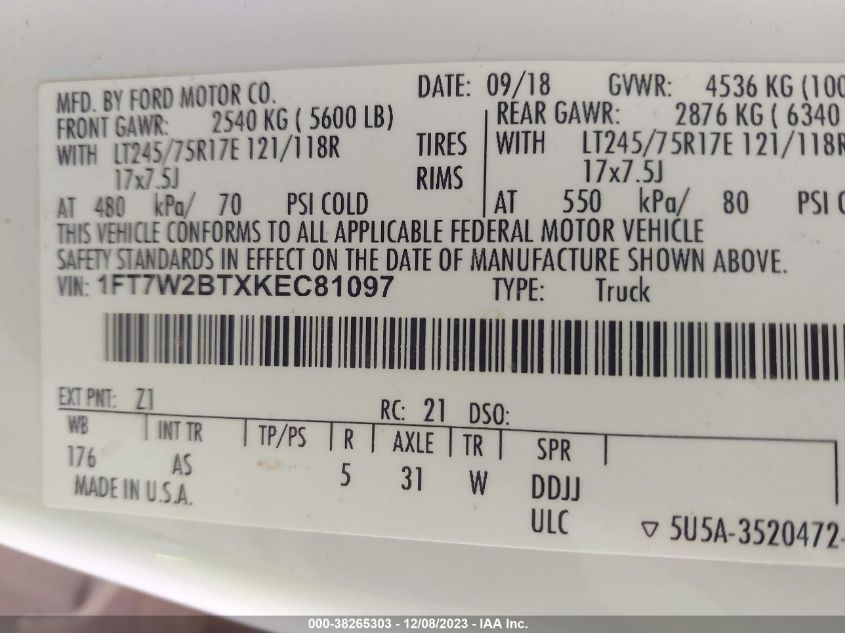 MFD. BY FORD MOTOR CO.
DATE: 09/18 GVWR: 4536 KG (100
FRONT GAWR: 2540 KG ( 5600 LB)
REAR GAWR: 2876 KG ( 6340
WITH LT245/75R17E 121/118R TIRES WITH LT245/75R17E 121/118R
17x7.5J RIMS 17x7.5J
AT 480 kPa/ 70 PSI COLD AT 550 kPa/ 80 PSI C
THIS VEHICLE CONFORMS TO ALL APPLICABLE FEDERAL MOTOR VEHICLE
SAFETY STANDARDS IN EFFECT ON THE DATE OF MANUFACTURE SHOWN ABOVE.
VIN: 1FT7W2BTXKEC81097 TYPE: Truck
EXT PNT: Z1 RC: 21 DSO:
WB INT TR TP/PS R AXLE TR SPR
176 AS 5 31 W DDJJ
MADE IN U.S.A. ULC 5U5A-3520472-
000-38265303 - 12/08/2023 - IAA Inc.